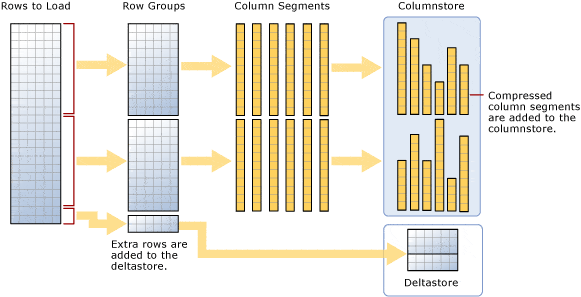 Rows to Load
Row Groups
Column Segments
Columnstore
Compressed
column segments
are added to the
columnstore.
Extra rows are
added to the
deltastore.
Deltastore